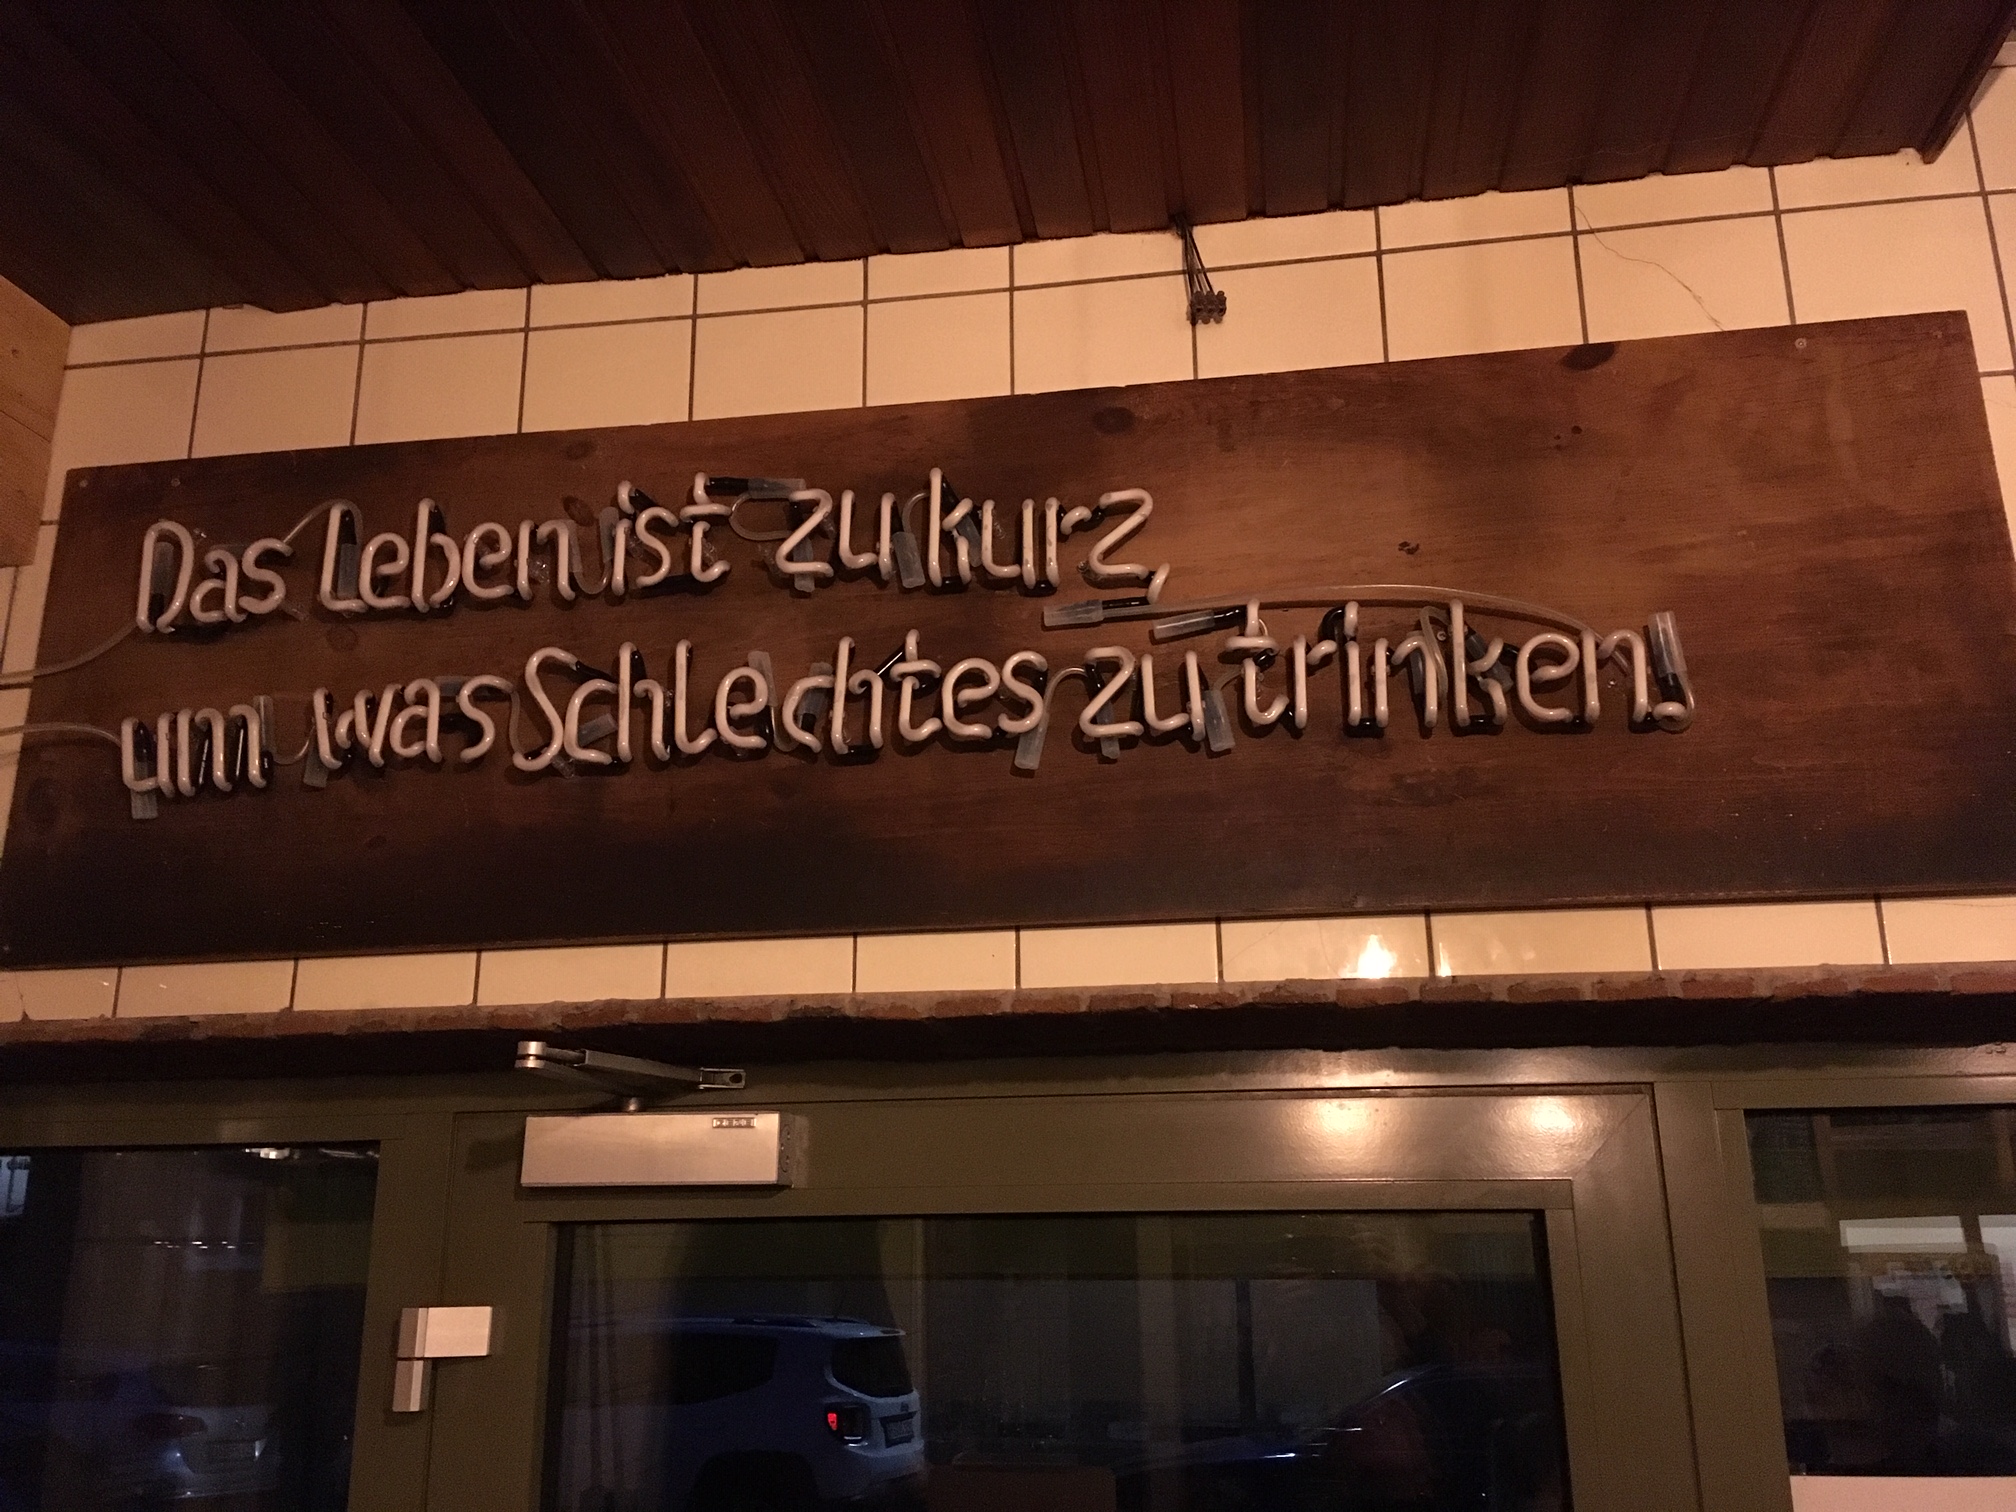 Das Leben ist zu kurz,
um was Schlechtes zu trinken!